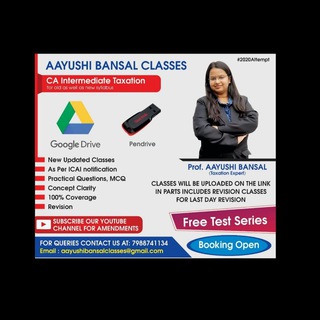 #2020Attempt
AAYUSHI BANSAL CLASSES
CA Intermediate Taxation
for old as well as new syllabus
Google Drive
Pendrive
New Updated Classes
As Per ICAI notification
Practical Questions, MCQ
Concept Clarity
100% Coverage
Revision
Prof. AAYUSHI BANSAL
(Taxation Expert)
CLASSES WILL BE UPLOADED ON THE LINK
IN PARTS INCLUDES REVISION CLASSES
FOR LAST DAY REVISION
SUBSCRIBE OUR YOUTUBE
CHANNEL FOR AMENDMENTS
Free Test Series
FOR QUERIES CONTACT US AT: 7988741134
Email : aayushibansalclasses@gmail.com
Booking Open